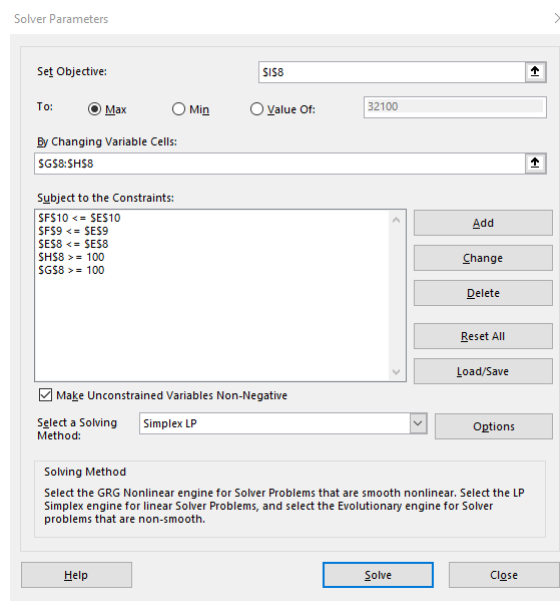 Solver Parameters
Set Objective:
$I$8
To:
Max
Min
Value Of:
32100
By Changing Variable Cells:
$G$8:$H$8
Subject to the Constraints:
$F$10 <= $E$10
$F$9 <= $E$9
$E$8 <= $E$8
$H$8 >= 100
$G$8 >= 100
Add
Change
Delete
Reset All
Load/Save
Make Unconstrained Variables Non-Negative
Select a Solving
Method:
Simplex LP
Options
Solving Method
Select the GRG Nonlinear engine for Solver Problems that are smooth nonlinear. Select the LP
Simplex engine for linear Solver Problems, and select the Evolutionary engine for Solver
problems that are non-smooth.
Help
Solve
Close